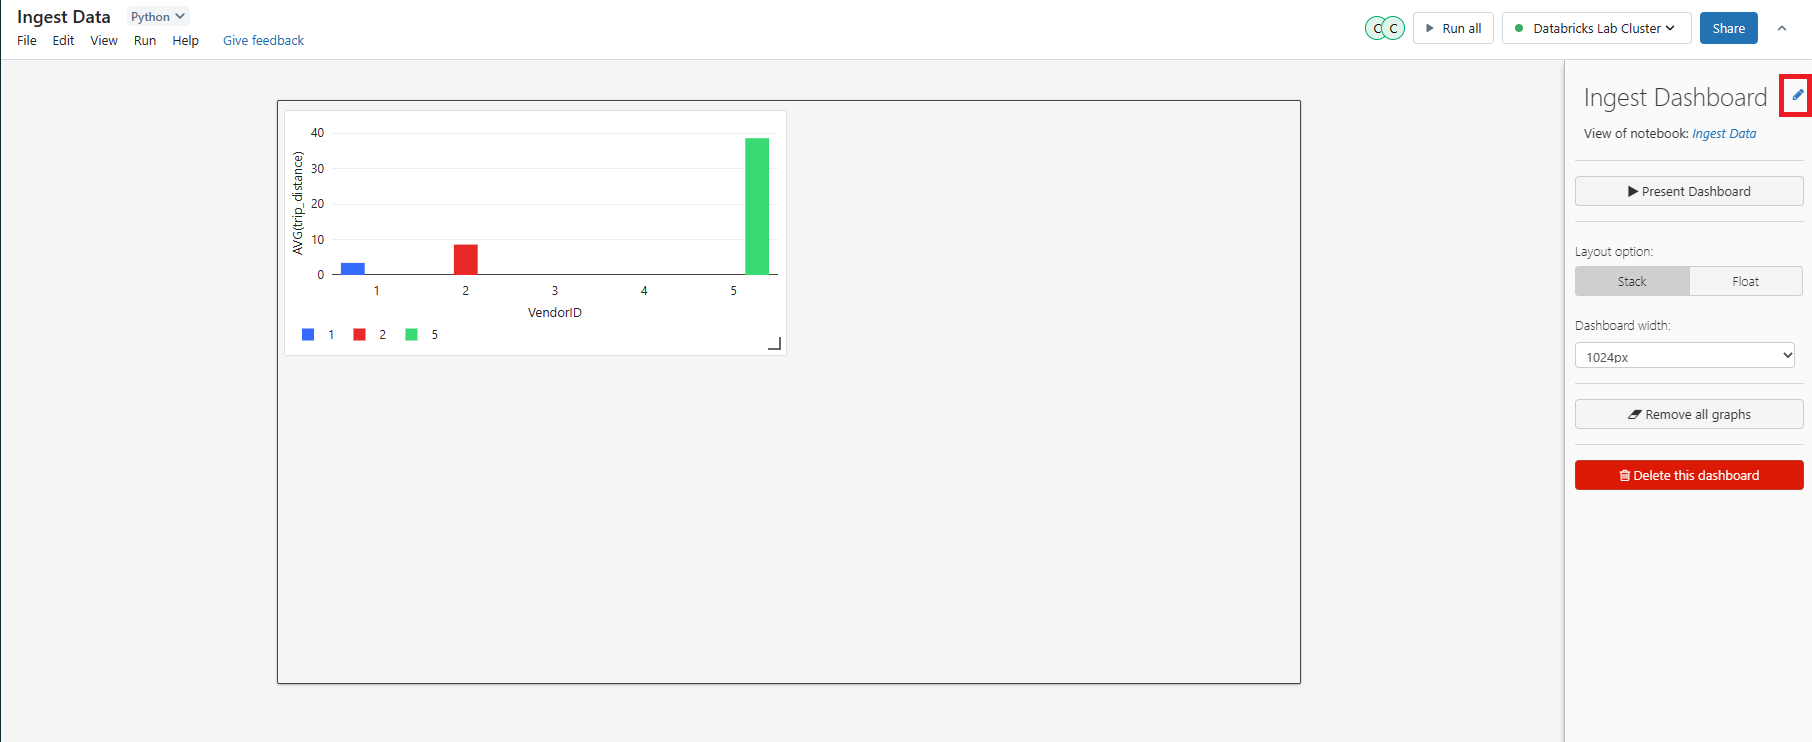 Ingest Data Python
File Edit View Run Help Give feedback
C C Run all Databricks Lab Cluster Share
Ingest Dashboard
View of notebook: Ingest Data
Present Dashboard
Layout option:
Stack Float
Dashboard width:
1024px
Remove all graphs
Delete this dashboard
40
30
20
10
0
AVG(trip_distance)
1 2 3 4 5
VendorID
1 2 5